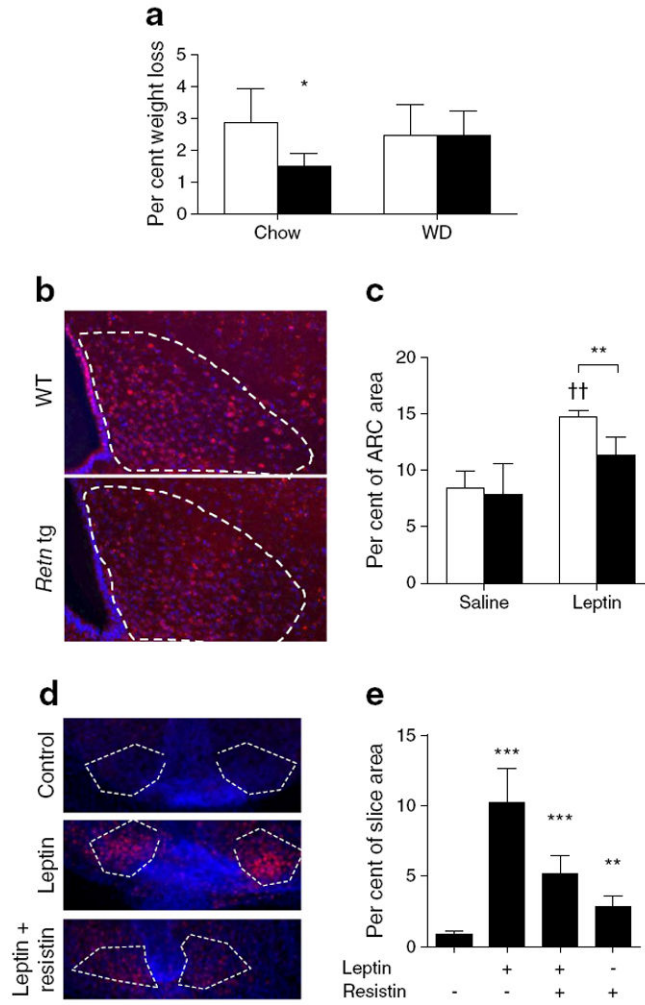 a
Per cent weight loss
5
4
3
2
1
0
*
Chow
WD
b
WT
Retn tg
c
Per cent of ARC area
20
15
10
5
0
††
**
Saline
Leptin
d
Control
Leptin
Leptin +
resistin
e
Per cent of slice area
15
10
5
0
***
***
**
Leptin - + + -
Resistin - - + +